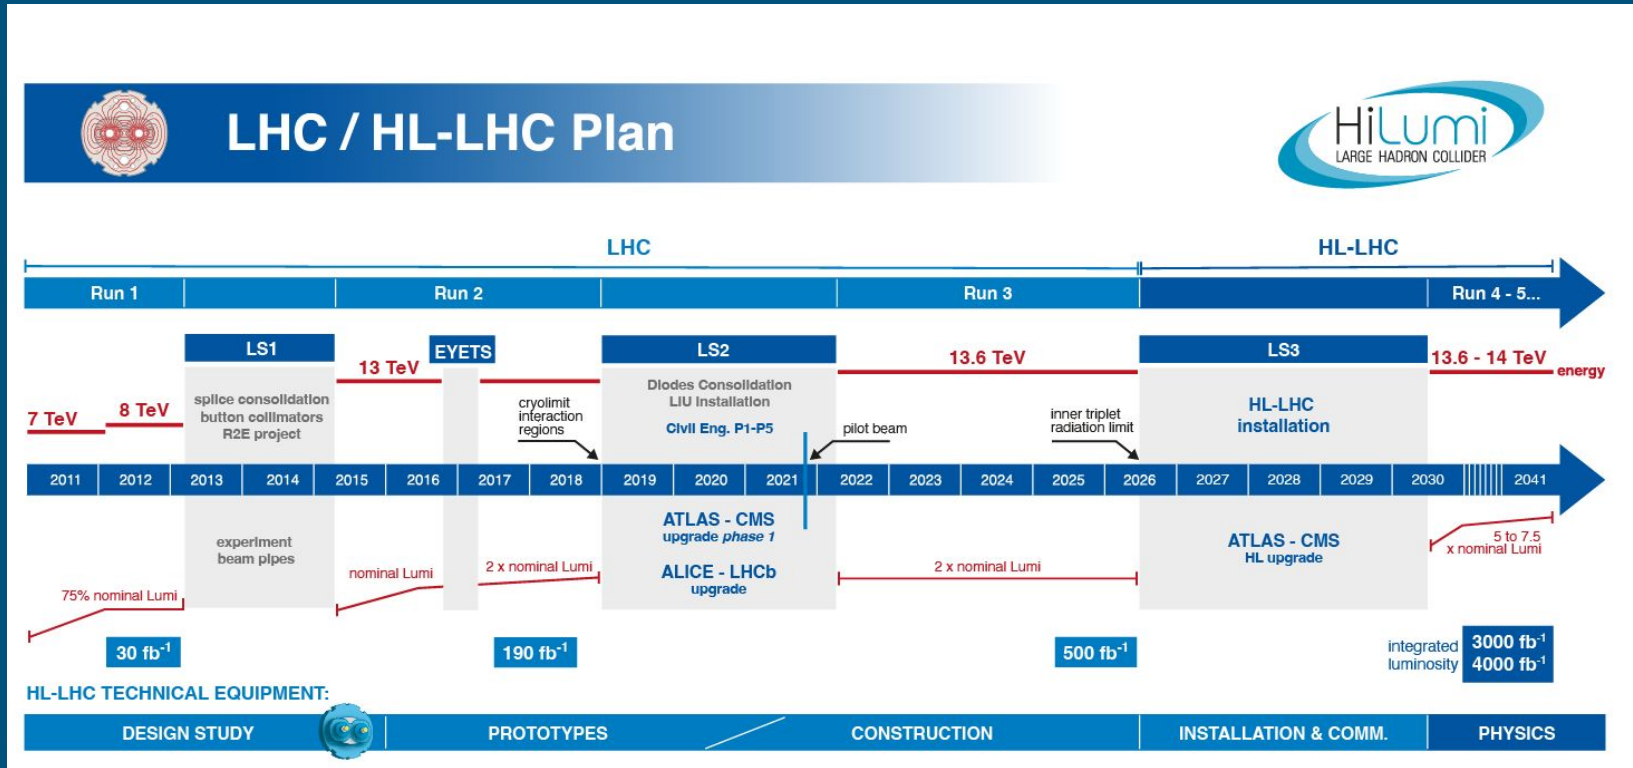 LHC / HL-LHC Plan
HiLumi
LARGE HADRON COLLIDER
LHC
HL-LHC
Run 1
Run 2
Run 3
Run 4 - 5...
LS1
EYETS
LS2
LS3
13 TeV
13.6 TeV
13.6 - 14 TeV
energy
7 TeV
8 TeV
splice consolidation
button collimators
R2E project
cryolimit
interaction
regions
Diodes Consolidation
LIU Installation
Civil Eng. P1-P5
pilot beam
inner triplet
radiation limit
HL-LHC
installation
2011 2012 2013 2014 2015 2016 2017 2018 2019 2020 2021 2022 2023 2024 2025 2026 2027 2028 2029 2030 2041
experiment
beam pipes
ATLAS - CMS
upgrade phase 1
ALICE - LHCb
upgrade
ATLAS - CMS
HL upgrade
5 to 7.5
x nominal Lumi
75% nominal Lumi
nominal Lumi
2 x nominal Lumi
2 x nominal Lumi
30 fb⁻¹
190 fb⁻¹
500 fb⁻¹
integrated
luminosity
3000 fb⁻¹
4000 fb⁻¹
HL-LHC TECHNICAL EQUIPMENT:
DESIGN STUDY
PROTOTYPES
CONSTRUCTION
INSTALLATION & COMM.
PHYSICS